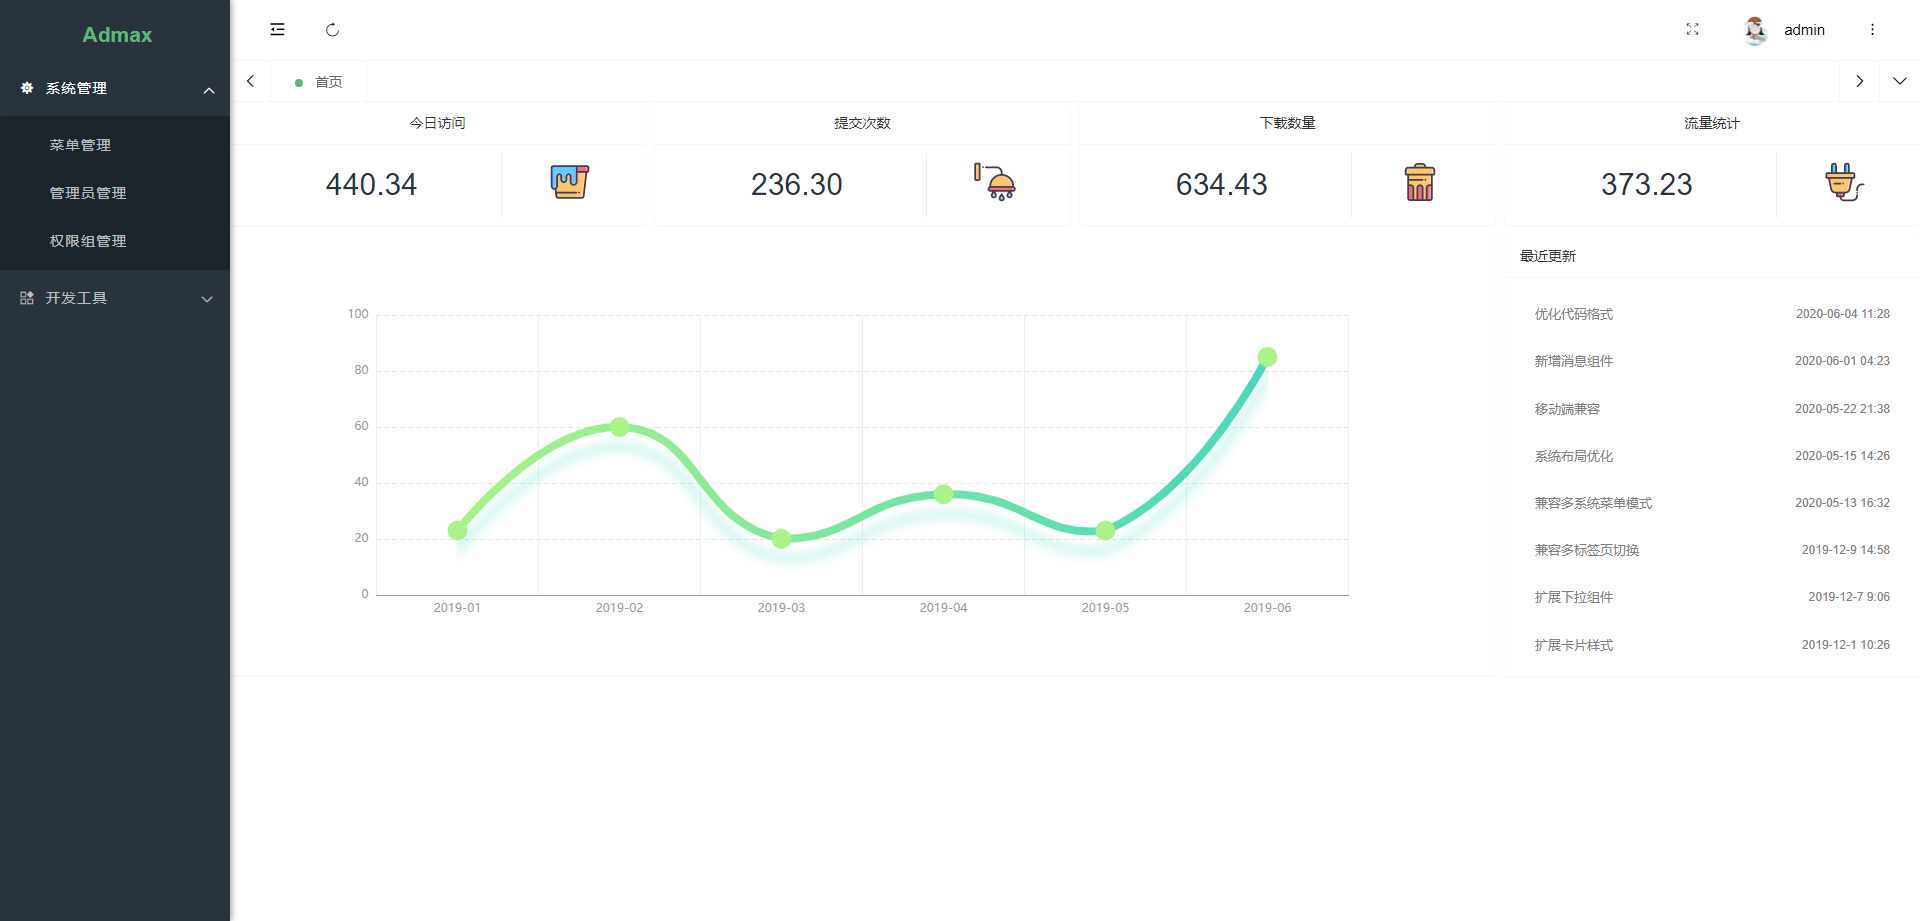 Admax
系统管理
菜单管理
管理员管理
权限组管理
开发工具
admin
首页
今日访问
440.34
提交次数
236.30
下载数量
634.43
流量统计
373.23
100
80
60
40
20
0
2019-01 2019-02 2019-03 2019-04 2019-05 2019-06
最近更新
优化代码格式 2020-06-04 11:28
新增消息组件 2020-06-01 04:23
移动端兼容 2020-05-22 21:38
系统布局优化 2020-05-15 14:26
兼容多系统菜单模式 2020-05-13 16:32
兼容多标签页切换 2019-12-9 14:58
扩展下拉组件 2019-12-7 9:06
扩展卡片样式 2019-12-1 10:26